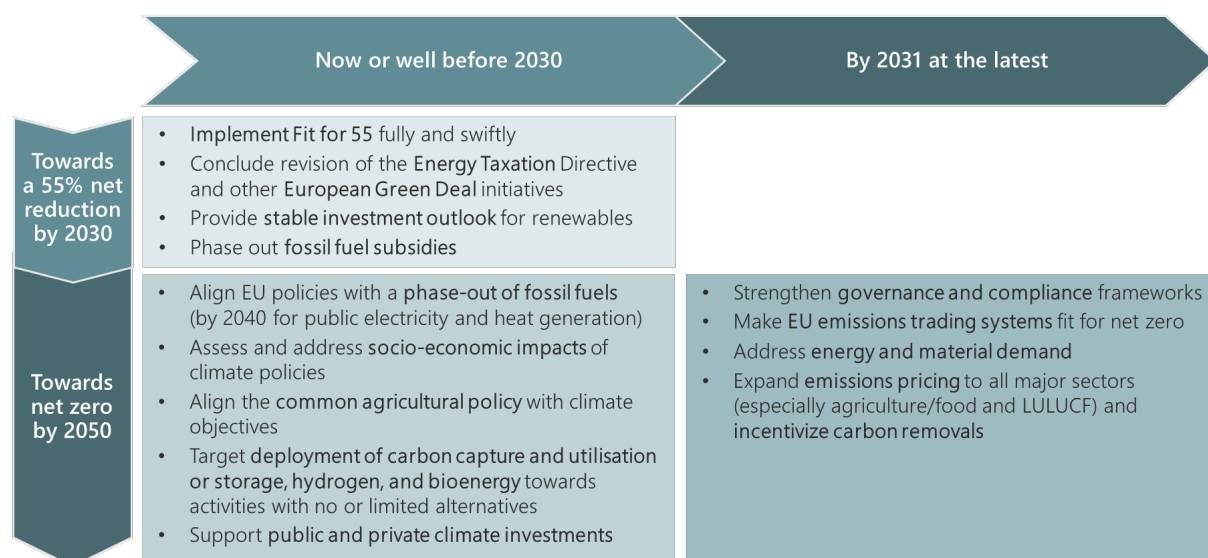 Now or well before 2030
By 2031 at the latest
Towards
a 55% net
reduction
by 2030
• Implement Fit for 55 fully and swiftly
• Conclude revision of the Energy Taxation Directive
and other European Green Deal initiatives
• Provide stable investment outlook for renewables
• Phase out fossil fuel subsidies
Towards
net zero
by 2050
• Align EU policies with a phase-out of fossil fuels
(by 2040 for public electricity and heat generation)
• Assess and address socio-economic impacts of
climate policies
• Align the common agricultural policy with climate
objectives
• Target deployment of carbon capture and utilisation
or storage, hydrogen, and bioenergy towards
activities with no or limited alternatives
• Support public and private climate investments
• Strengthen governance and compliance frameworks
• Make EU emissions trading systems fit for net zero
• Address energy and material demand
• Expand emissions pricing to all major sectors
(especially agriculture/food and LULUCF) and
incentivize carbon removals